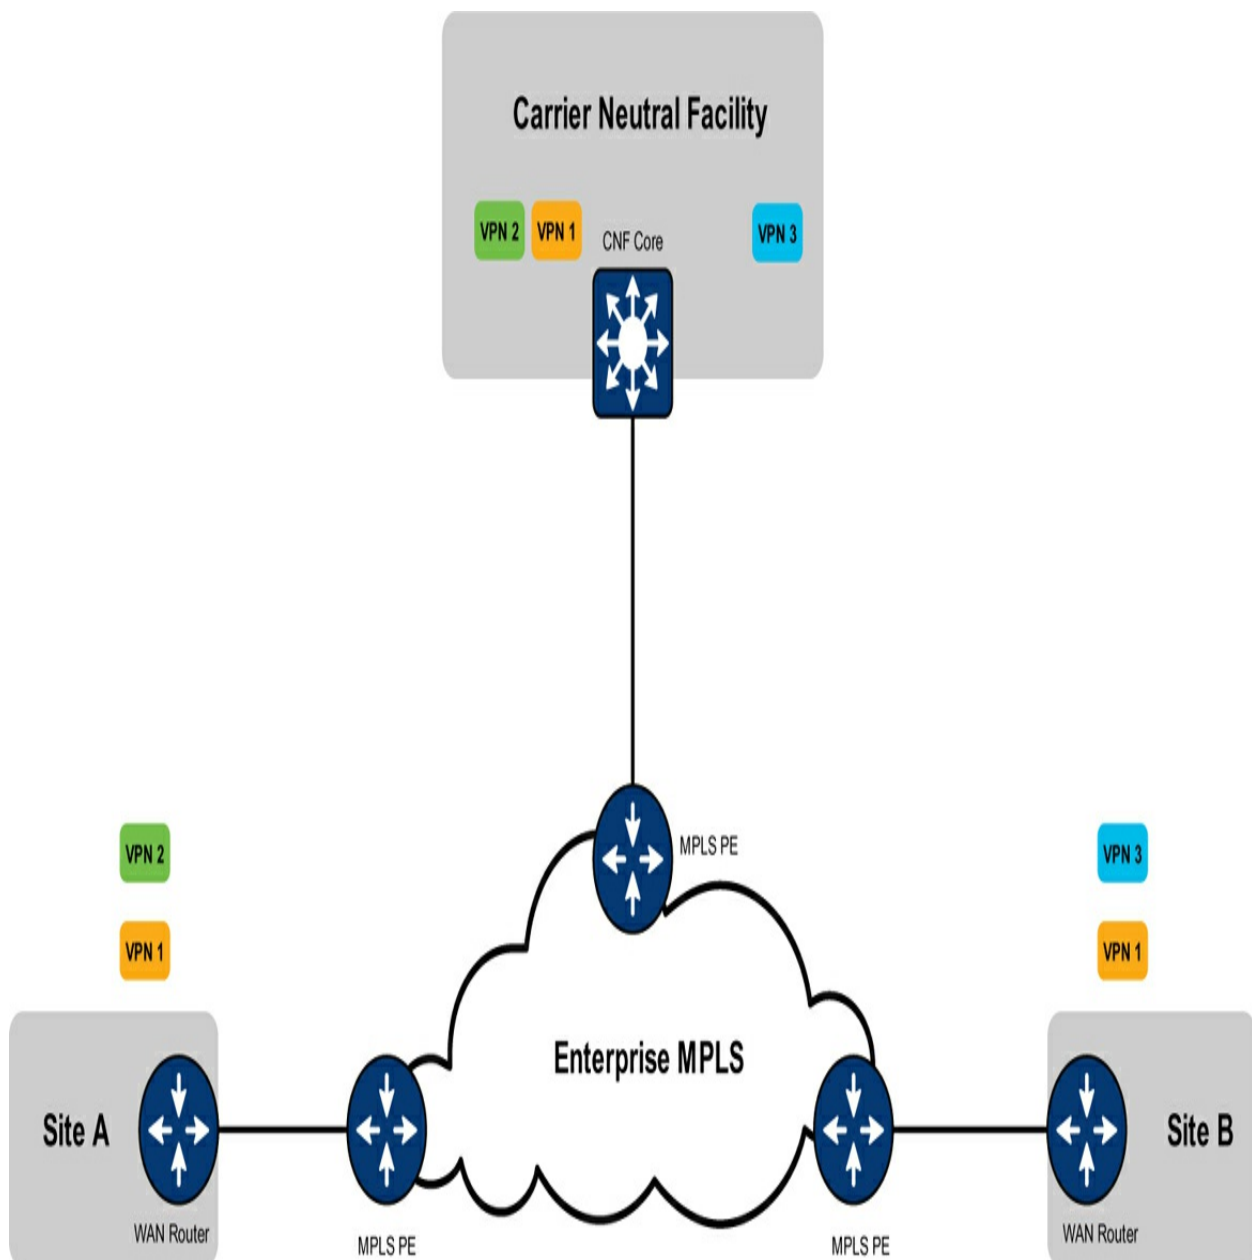 Carrier Neutral Facility
VPN 2
VPN 1
CNF Core
VPN 3
MPLS PE
VPN 2
VPN 3
VPN 1
VPN 1
Enterprise MPLS
Site A
Site B
WAN Router
MPLS PE
MPLS PE
WAN Router